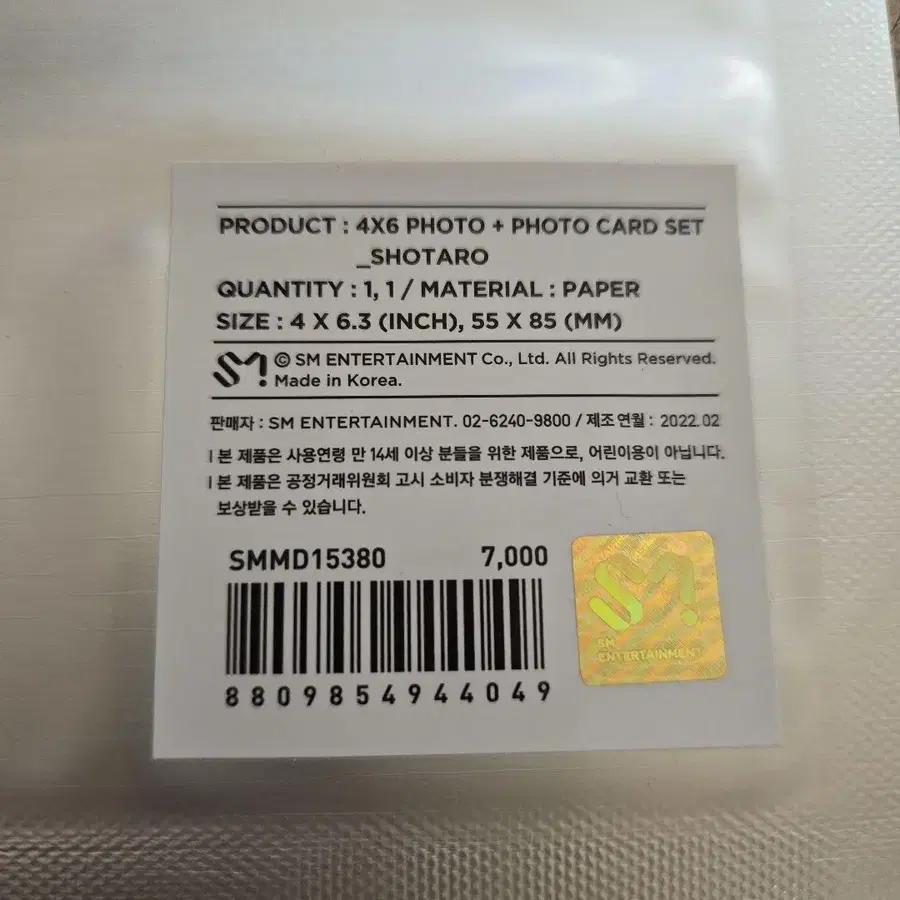 PRODUCT : 4X6 PHOTO + PHOTO CARD SET
_SHOTARO
QUANTITY : 1, 1 / MATERIAL : PAPER
SIZE : 4 X 6.3 (INCH), 55 X 85 (MM)
SM © SM ENTERTAINMENT Co., Ltd. All Rights Reserved.
Made in Korea.
판매자 : SM ENTERTAINMENT. 02-6240-9800 / 제조연월 : 2022.02
| 본 제품은 사용연령 만 14세 이상 분들을 위한 제품으로, 어린이용이 아닙니다.
| 본 제품은 공정거래위원회 고시 소비자 분쟁해결 기준에 의거 교환 또는
보상받을 수 있습니다.
SMMD15380 7,000
8809854944049
SM
SM
ENTERTAINMENT